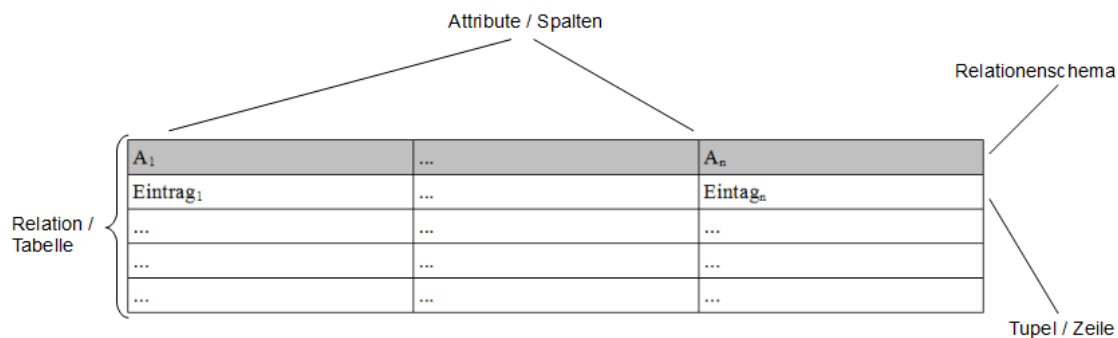 Attribute / Spalten
Relationenschema
A₁ ... Aₙ
Eintrag₁ ... Eintagₙ
Relation /
Tabelle
... ... ...
... ... ...
... ... ...
Tupel / Zeile